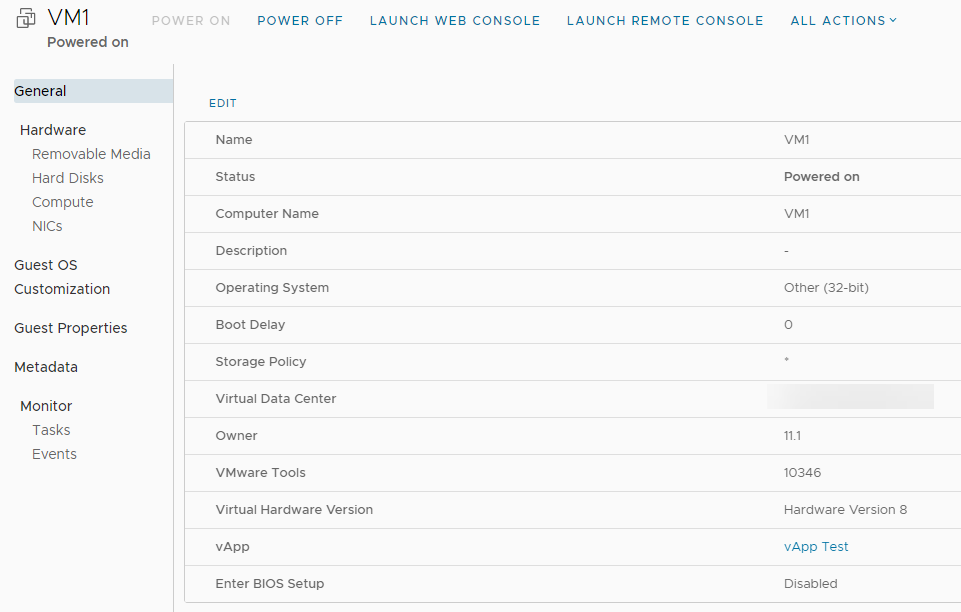 VM1 POWER ON POWER OFF LAUNCH WEB CONSOLE LAUNCH REMOTE CONSOLE ALL ACTIONS
Powered on
General
Hardware
Removable Media
Hard Disks
Compute
NICs
Guest OS
Customization
Guest Properties
Metadata
Monitor
Tasks
Events
EDIT
Name VM1
Status Powered on
Computer Name VM1
Description -
Operating System Other (32-bit)
Boot Delay 0
Storage Policy *
Virtual Data Center
Owner 11.1
VMware Tools 10346
Virtual Hardware Version Hardware Version 8
vApp vApp Test
Enter BIOS Setup Disabled